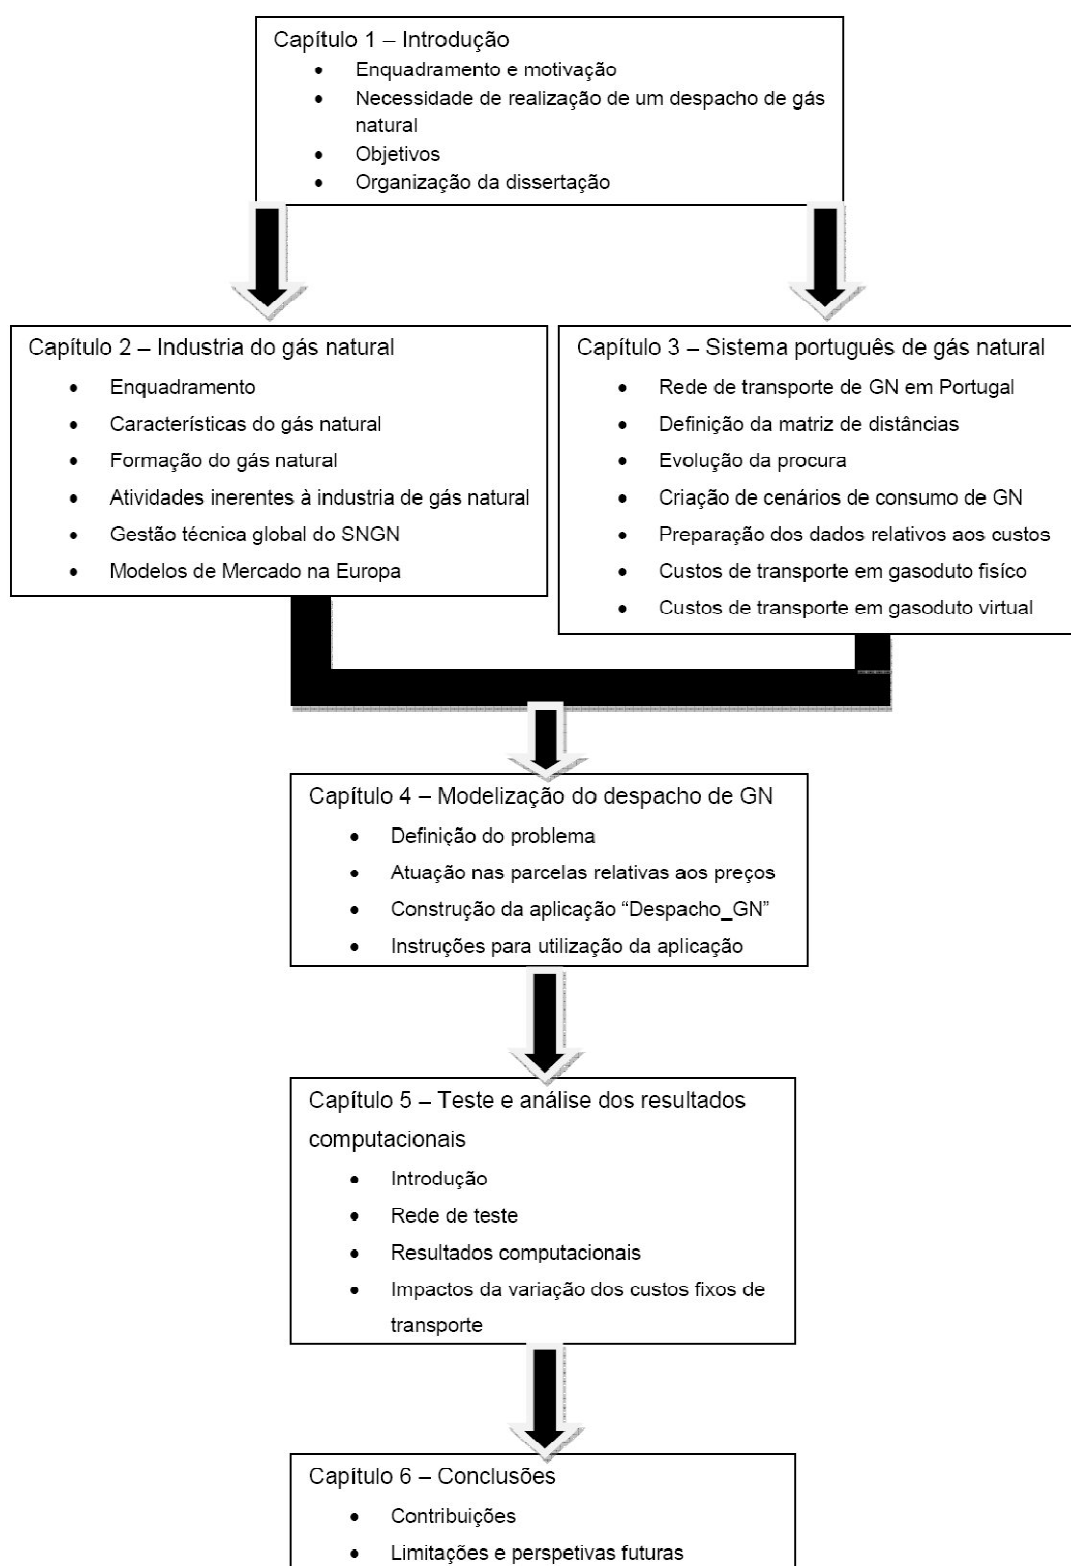 Capítulo 1 – Introdução
• Enquadramento e motivação
• Necessidade de realização de um despacho de gás
natural
• Objetivos
• Organização da dissertação
Capítulo 2 – Industria do gás natural
• Enquadramento
• Características do gás natural
• Formação do gás natural
• Atividades inerentes à industria de gás natural
• Gestão técnica global do SNGN
• Modelos de Mercado na Europa
Capítulo 3 – Sistema português de gás natural
• Rede de transporte de GN em Portugal
• Definição da matriz de distâncias
• Evolução da procura
• Criação de cenários de consumo de GN
• Preparação dos dados relativos aos custos
• Custos de transporte em gasoduto fisíco
• Custos de transporte em gasoduto virtual
Capítulo 4 – Modelização do despacho de GN
• Definição do problema
• Atuação nas parcelas relativas aos preços
• Construção da aplicação “Despacho_GN”
• Instruções para utilização da aplicação
Capítulo 5 – Teste e análise dos resultados
computacionais
• Introdução
• Rede de teste
• Resultados computacionais
• Impactos da variação dos custos fixos de
transporte
Capítulo 6 – Conclusões
• Contribuições
• Limitações e perspetivas futuras